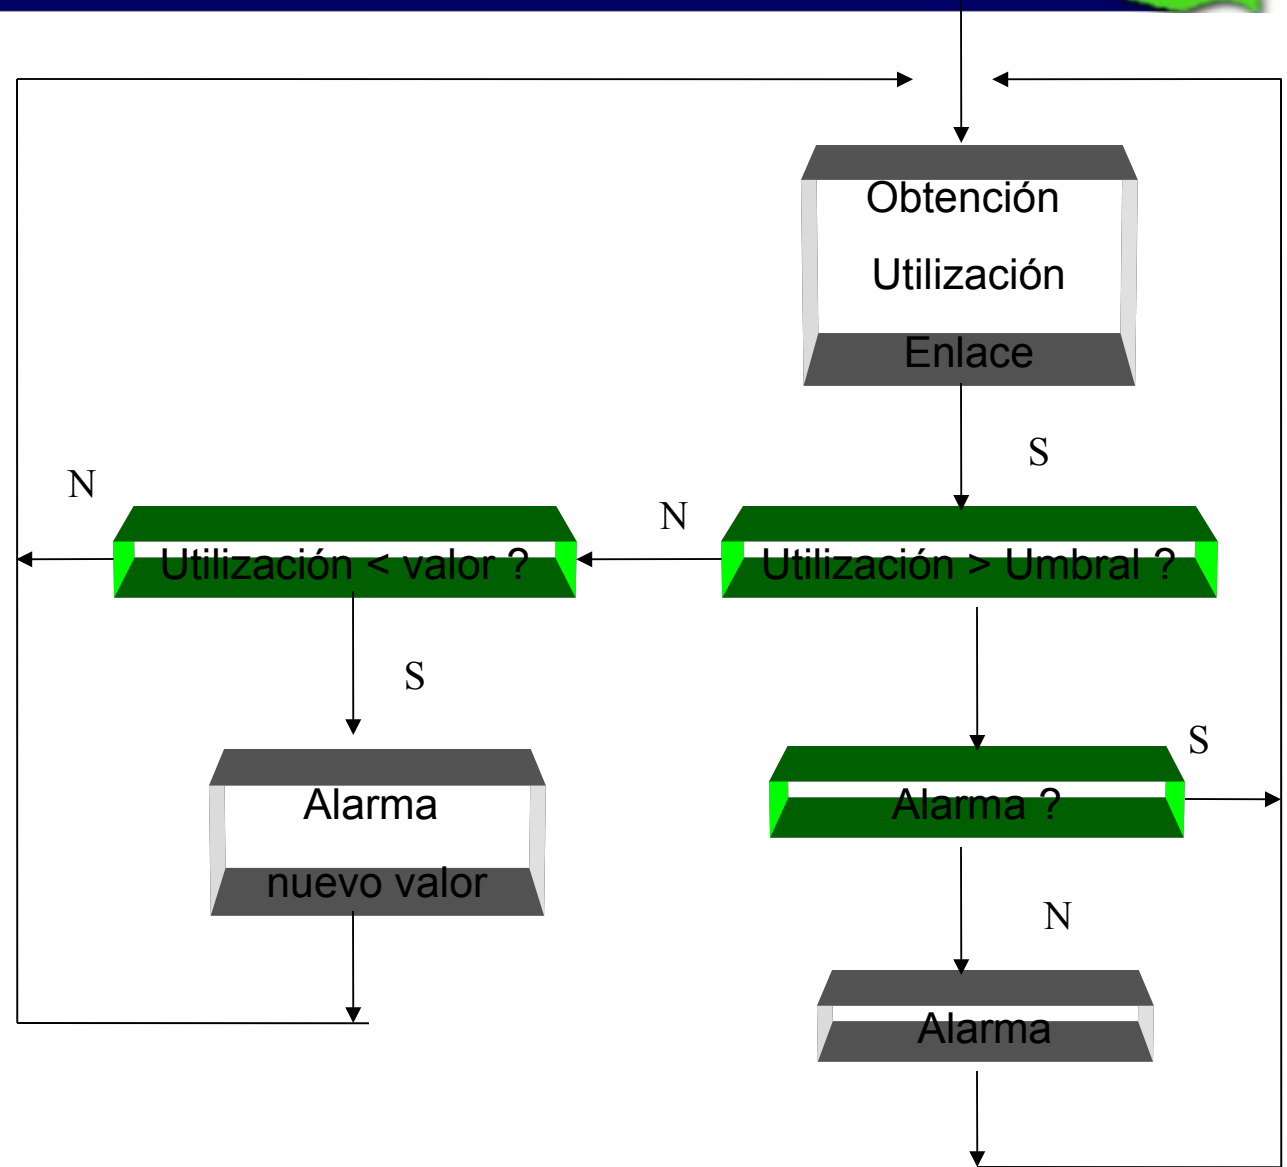 Obtención
Utilización
Enlace
S
N
N
Utilización < valor ?
Utilización > Umbral ?
S
S
Alarma
nuevo valor
Alarma ?
N
Alarma